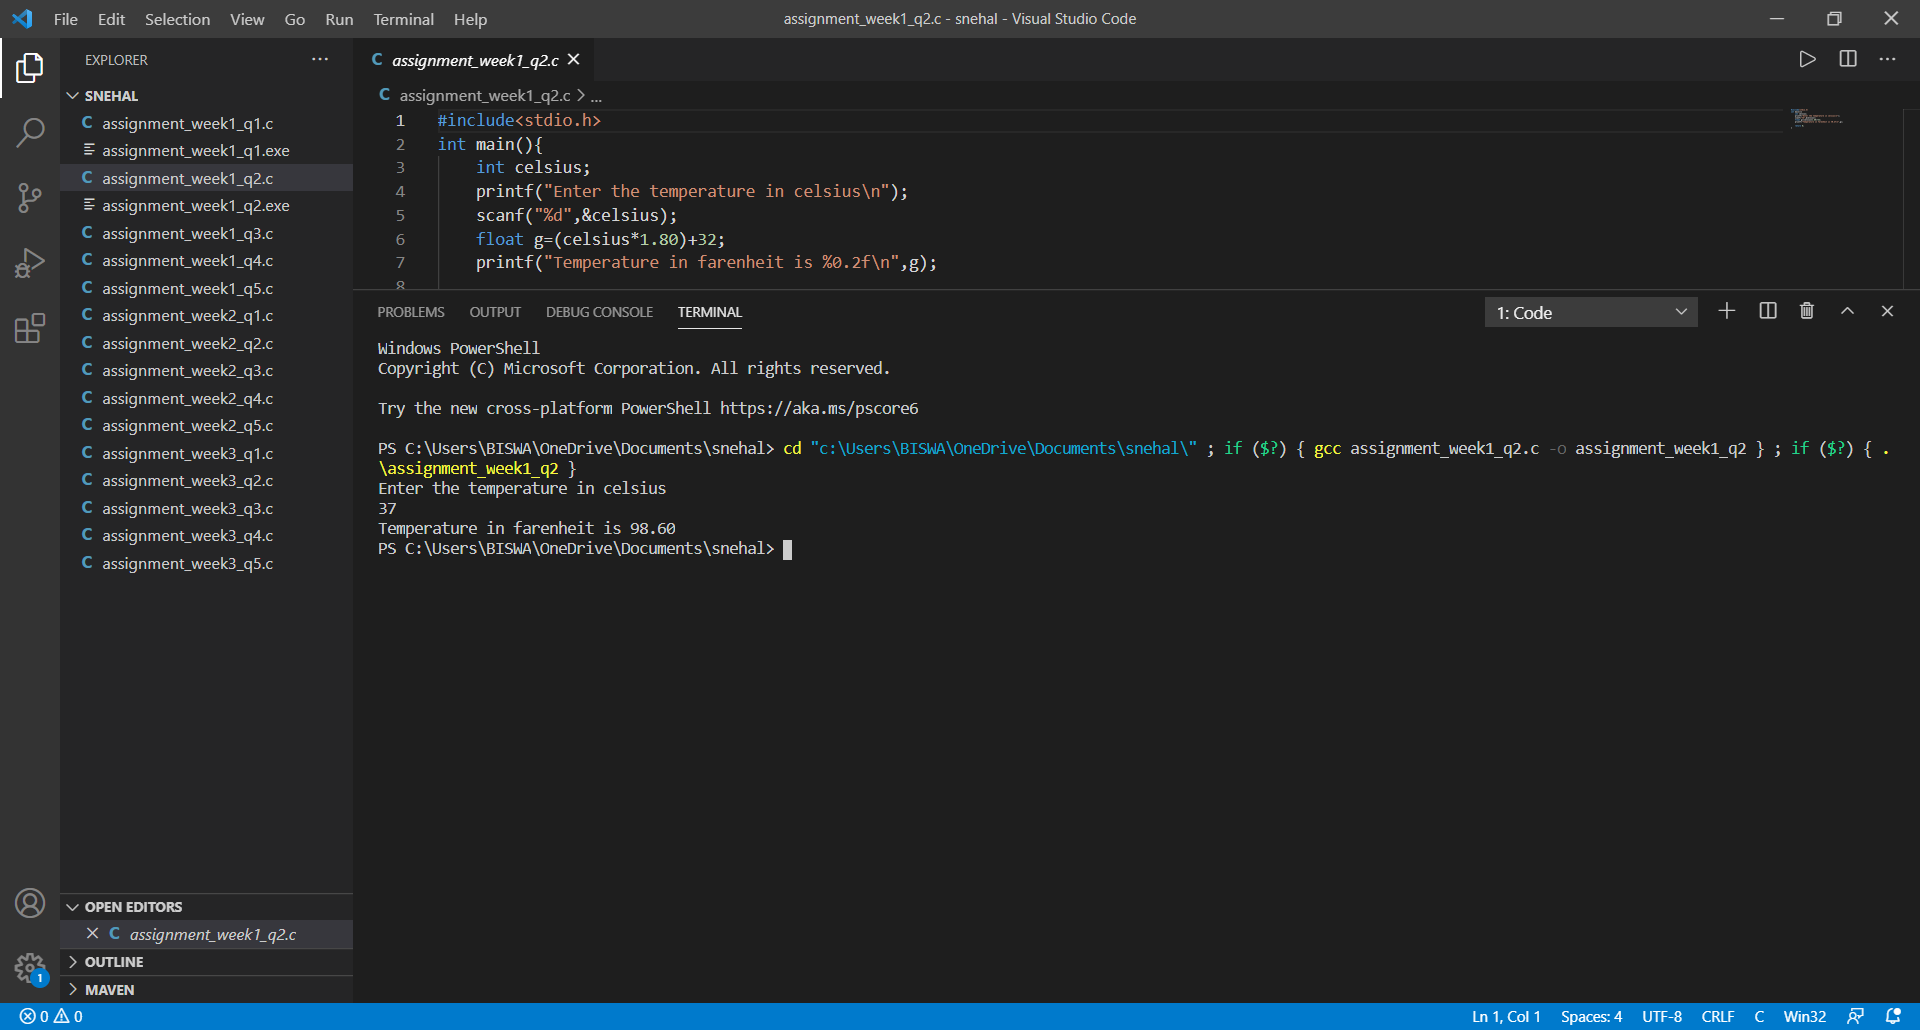 File Edit Selection View Go Run Terminal Help
assignment_week1_q2.c - snehal - Visual Studio Code
EXPLORER
SNEHAL
assignment_week1_q1.c
assignment_week1_q1.exe
assignment_week1_q2.c
assignment_week1_q2.exe
assignment_week1_q3.c
assignment_week1_q4.c
assignment_week1_q5.c
assignment_week2_q1.c
assignment_week2_q2.c
assignment_week2_q3.c
assignment_week2_q4.c
assignment_week2_q5.c
assignment_week3_q1.c
assignment_week3_q2.c
assignment_week3_q3.c
assignment_week3_q4.c
assignment_week3_q5.c
OPEN EDITORS
C assignment_week1_q2.c
OUTLINE
MAVEN
1
C assignment_week1_q2.c
C assignment_week1_q2.c > ...
1 #include<stdio.h>
2 int main(){
3 int celsius;
4 printf("Enter the temperature in celsius\n");
5 scanf("%d",&celsius);
6 float g=(celsius*1.80)+32;
7 printf("Temperature in farenheit is %0.2f\n",g);
8
PROBLEMS OUTPUT DEBUG CONSOLE TERMINAL
1: Code
Windows PowerShell
Copyright (C) Microsoft Corporation. All rights reserved.
Try the new cross-platform PowerShell https://aka.ms/pscore6
PS C:\Users\BISWA\OneDrive\Documents\snehal> cd "c:\Users\BISWA\OneDrive\Documents\snehal\" ; if ($?) { gcc assignment_week1_q2.c -o assignment_week1_q2 } ; if ($?) { .
\assignment_week1_q2 }
Enter the temperature in celsius
37
Temperature in farenheit is 98.60
PS C:\Users\BISWA\OneDrive\Documents\snehal>
0 0
Ln 1, Col 1 Spaces: 4 UTF-8 CRLF C Win32